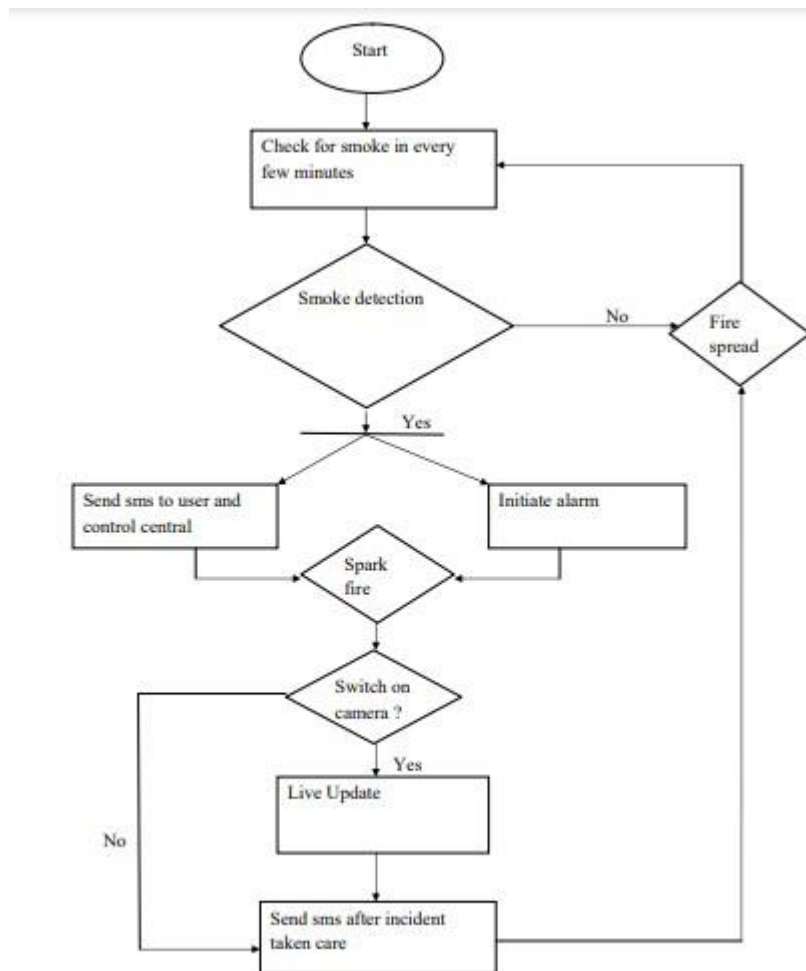 Start
Check for smoke in every
few minutes
Smoke detection
No
Fire
spread
Yes
Send sms to user and
control central
Initiate alarm
Spark
fire
Switch on
camera ?
Yes
Live Update
No
Send sms after incident
taken care